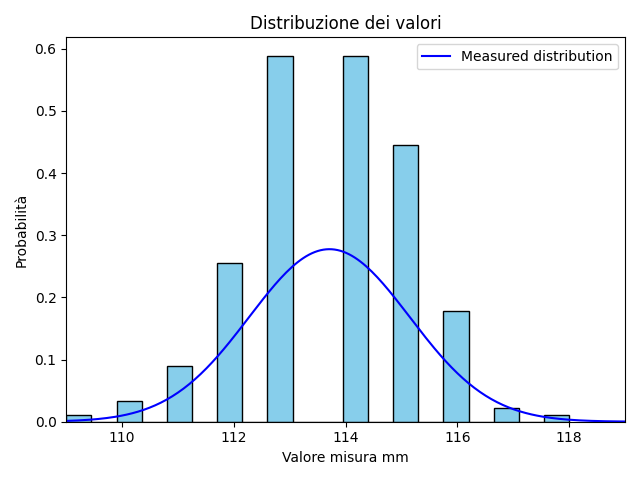 Distribuzione dei valori
Measured distribution
Probabilità
0.6
0.5
0.4
0.3
0.2
0.1
0.0
110 112 114 116 118
Valore misura mm